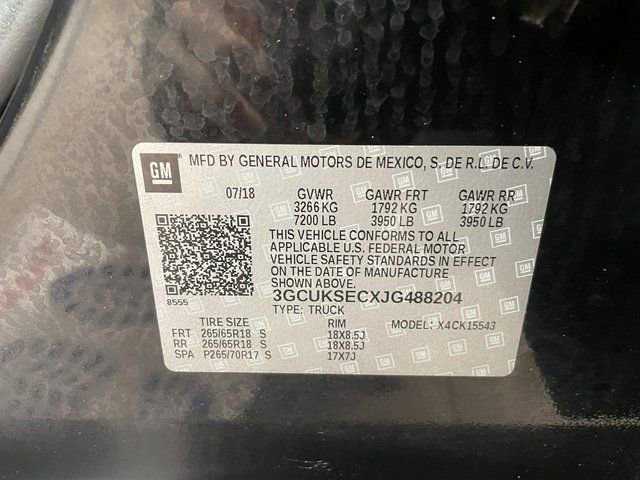 GM
MFD BY GENERAL MOTORS DE MEXICO, S. DE R.L. DE C.V.
07/18 GVWR GAWR FRT GAWR RR
3266 KG 1792 KG 1792 KG
7200 LB 3950 LB 3950 LB
THIS VEHICLE CONFORMS TO ALL
APPLICABLE U.S. FEDERAL MOTOR
VEHICLE SAFETY STANDARDS IN EFFECT
ON THE DATE OF MANUFACTURE
SHOWN ABOVE.
8555 3GCUKSECXJG488204
TYPE: TRUCK
TIRE SIZE RIM MODEL: X4CK15543
FRT 265/65R18 S 18X8.5J
RR 265/65R18 S 18X8.5J
SPA P265/70R17 S 17X7J